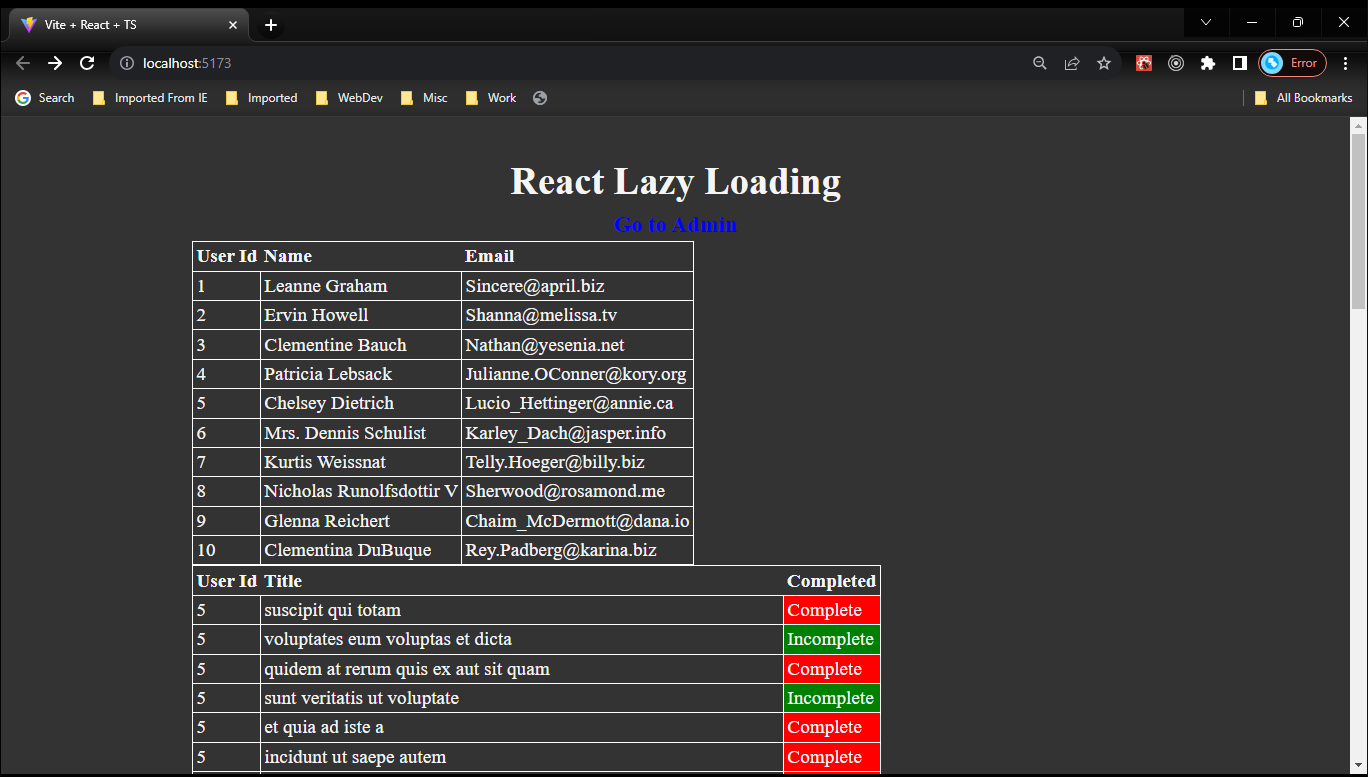 Vite + React + TS
localhost:5173
Error
Search Imported From IE Imported WebDev Misc Work All Bookmarks
React Lazy Loading
Go to Admin
User Id Name Email
1 Leanne Graham Sincere@april.biz
2 Ervin Howell Shanna@melissa.tv
3 Clementine Bauch Nathan@yesenia.net
4 Patricia Lebsack Julianne.OConner@kory.org
5 Chelsey Dietrich Lucio_Hettinger@annie.ca
6 Mrs. Dennis Schulist Karley_Dach@jasper.info
7 Kurtis Weissnat Telly.Hoeger@billy.biz
8 Nicholas Runolfsdottir V Sherwood@rosamond.me
9 Glenna Reichert Chaim_McDermott@dana.io
10 Clementina DuBuque Rey.Padberg@karina.biz
User Id Title Completed
5 suscipit qui totam Complete
5 voluptates eum voluptas et dicta Incomplete
5 quidem at rerum quis ex aut sit quam Complete
5 sunt veritatis ut voluptate Incomplete
5 et quia ad iste a Complete
5 incidunt ut saepe autem Complete